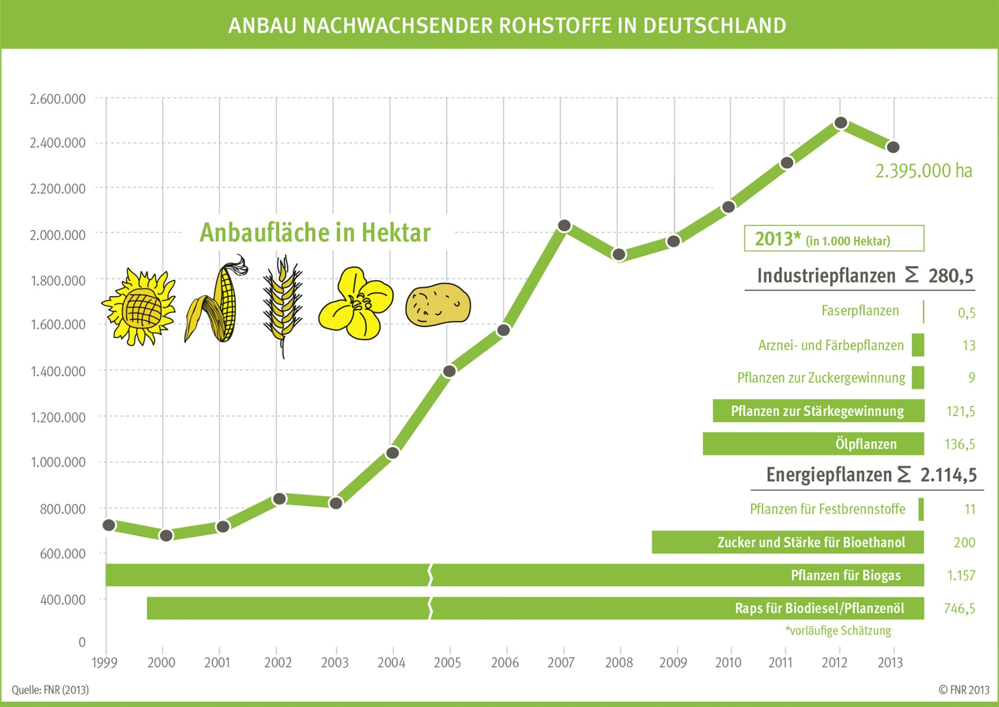 ANBAU NACHWACHSENDER ROHSTOFFE IN DEUTSCHLAND
2.600.000
2.400.000
2.395.000 ha
2.200.000
2.000.000
Anbaufläche in Hektar
2013* (in 1.000 Hektar)
1.800.000
Industriepflanzen Σ 280,5
1.600.000
Faserpflanzen 0,5
Arznei- und Färbepflanzen 13
1.400.000
Pflanzen zur Zuckergewinnung 9
1.200.000
Pflanzen zur Stärkegewinnung 121,5
Ölpflanzen 136,5
1.000.000
Energiepflanzen Σ 2.114,5
800.000
Pflanzen für Festbrennstoffe 11
600.000
Zucker und Stärke für Bioethanol 200
Pflanzen für Biogas 1.157
400.000
Raps für Biodiesel/Pflanzenöl 746,5
*vorläufige Schätzung
0
1999 2000 2001 2002 2003 2004 2005 2006 2007 2008 2009 2010 2011 2012 2013
Quelle: FNR (2013)
© FNR 2013